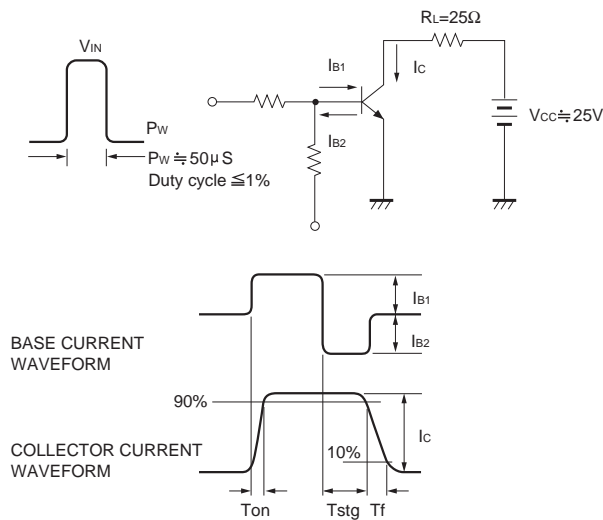 VIN
PW
PW≒50μS
Duty cycle ≦1%
IB1
IB2
IC
RL=25Ω
VCC≒25V
BASE CURRENT
WAVEFORM
IB1
IB2
COLLECTOR CURRENT
WAVEFORM
90%
10%
IC
Ton
Tstg
Tf